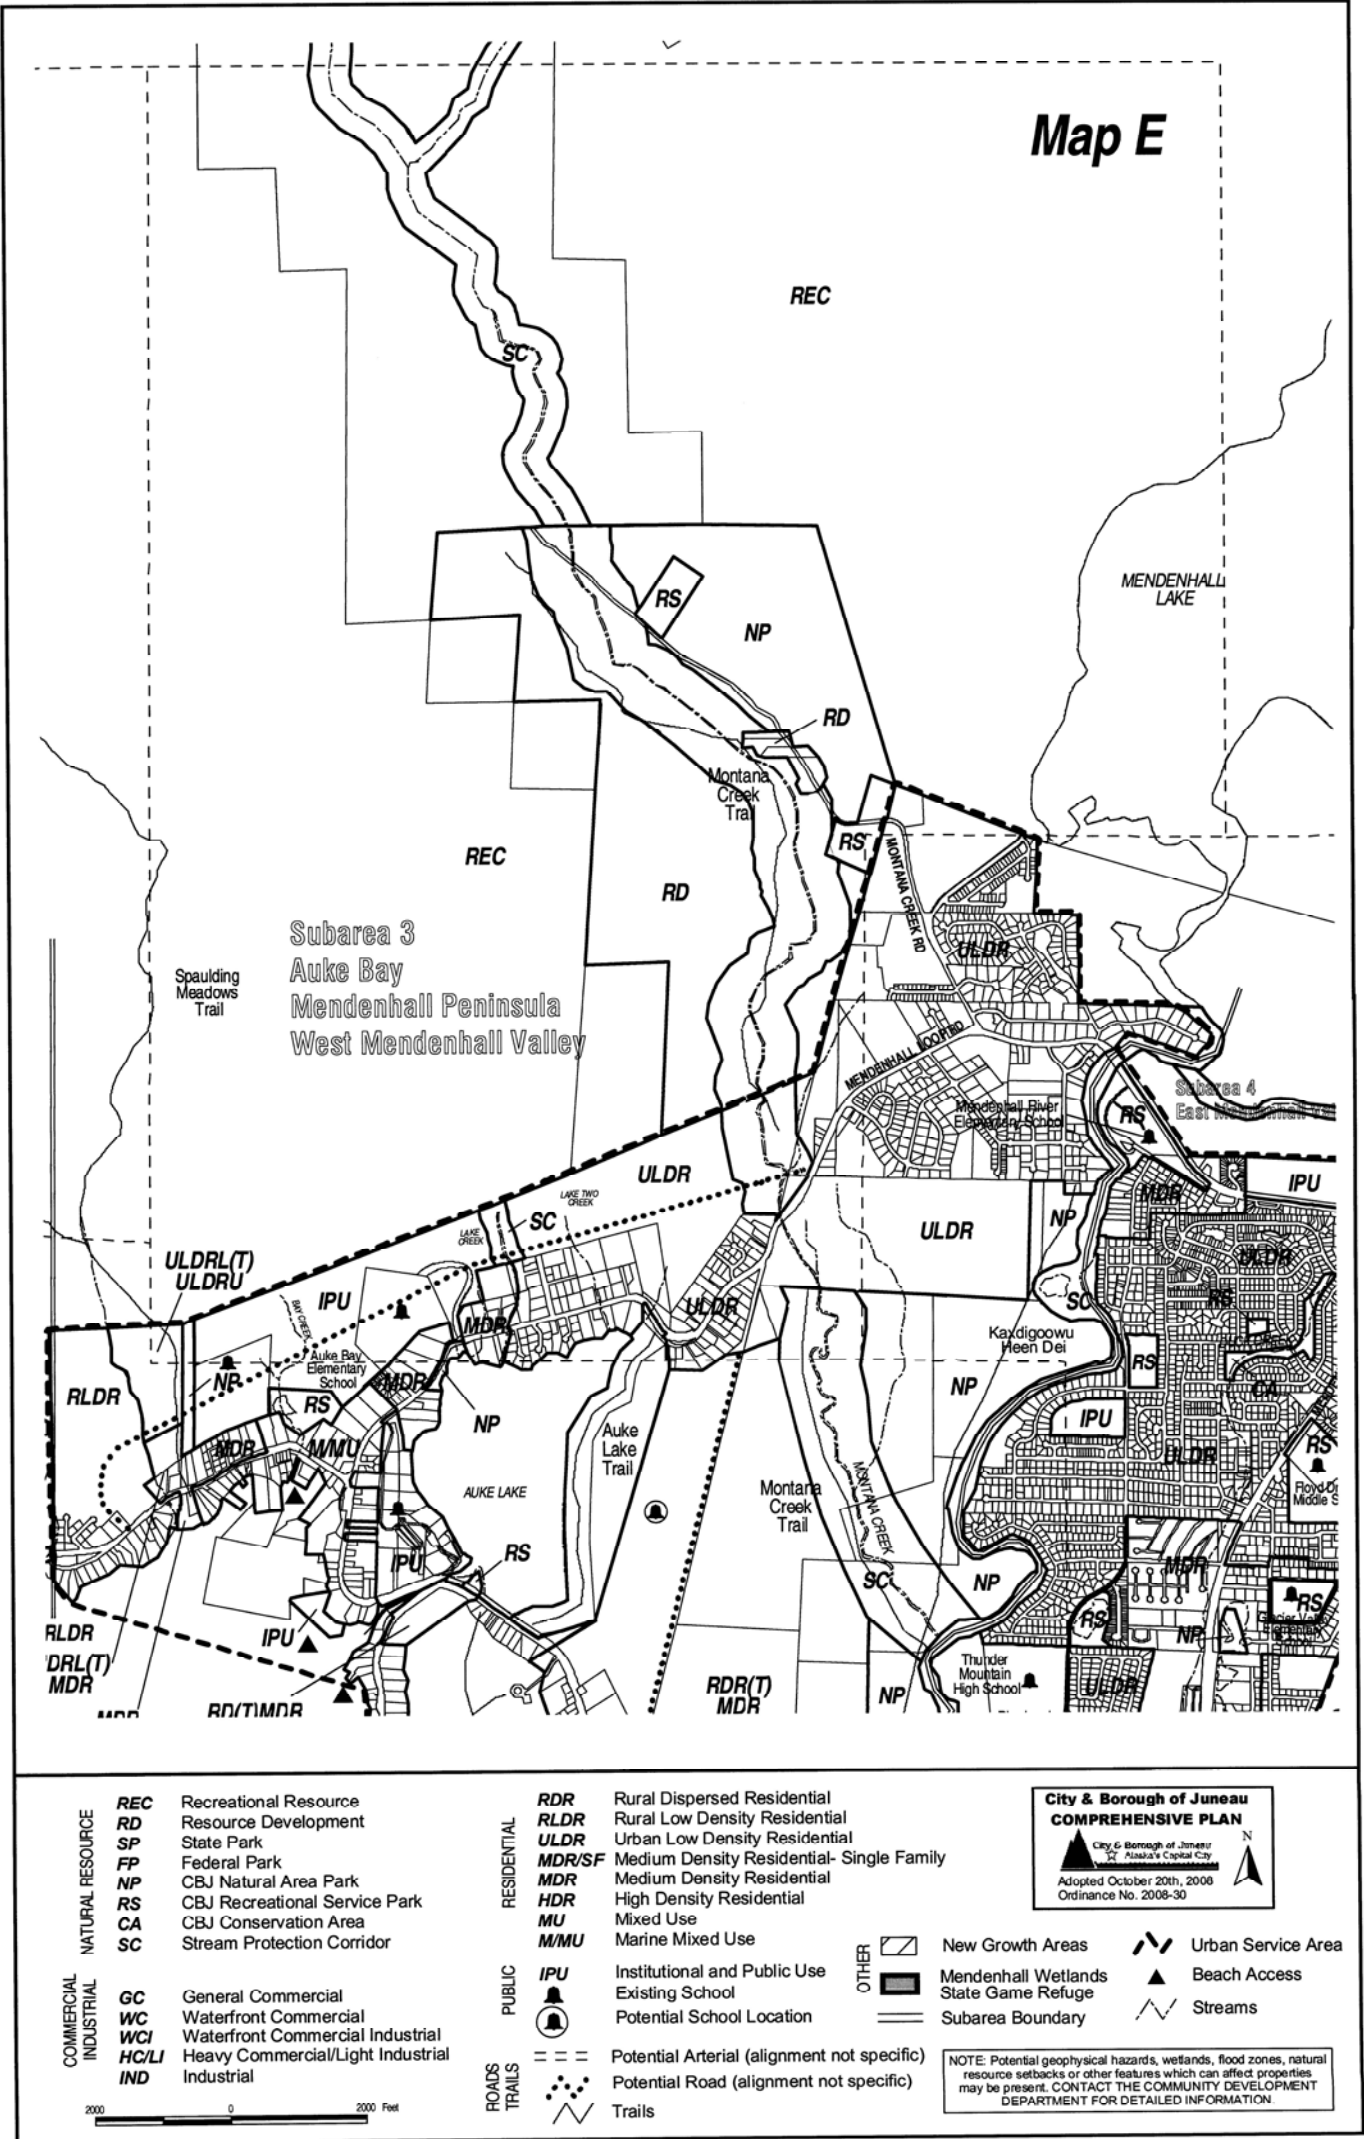 Map E
REC
SC
MENDENHALL
LAKE
RS
NP
RD
Montana
Creek
Trail
RS
REC
RD
MONTANA CREEK RD
ULDR
Subarea 3
Auke Bay
Mendenhall Peninsula
West Mendenhall Valley
Spaulding
Meadows
Trail
MENDENHALL LOOP RD
Subarea 4
East Mendenhall
Mendenhall River
Elementary School
RS
ULDR
LAKE TWO
CREEK
SC
LAKE
CREEK
MDR
IPU
NP
ULDR
ULDRL(T)
ULDRU
IPU
BAY CREEK
MDR
ULDR
SC
ULDR
RS
Kaxdigoowu
Heen Dei
Auke Bay
Elementary
School
RS
NP
RLDR
MDR
RS
NP
IPU
CA
NP
MDR
M/MU
Auke
Lake
Trail
ULDR
RS
AUKE LAKE
Montana
Creek
Trail
MONTANA CREEK
Floyd Dr
Middle S
RS
IPU
SC
NP
MDR
RS
RS
NP
Glacier Valley
Elementary
School
RLDR
IPU
DRL(T)
MDR
Thunder
Mountain
High School
RDR(T)
MDR
NP
ULDR
MDR
RD(T)MDR
NATURAL RESOURCE
REC Recreational Resource
RD Resource Development
SP State Park
FP Federal Park
NP CBJ Natural Area Park
RS CBJ Recreational Service Park
CA CBJ Conservation Area
SC Stream Protection Corridor
COMMERCIAL
INDUSTRIAL
GC General Commercial
WC Waterfront Commercial
WCI Waterfront Commercial Industrial
HC/LI Heavy Commercial/Light Industrial
IND Industrial
2000 0 2000 Feet
RESIDENTIAL
RDR Rural Dispersed Residential
RLDR Rural Low Density Residential
ULDR Urban Low Density Residential
MDR/SF Medium Density Residential- Single Family
MDR Medium Density Residential
HDR High Density Residential
MU Mixed Use
M/MU Marine Mixed Use
PUBLIC
IPU Institutional and Public Use
Existing School
Potential School Location
ROADS
TRAILS
Potential Arterial (alignment not specific)
Potential Road (alignment not specific)
Trails
OTHER
New Growth Areas
Mendenhall Wetlands
State Game Refuge
Subarea Boundary
Urban Service Area
Beach Access
Streams
City & Borough of Juneau
COMPREHENSIVE PLAN
City & Borough of Juneau
Alaska's Capital City
N
Adopted October 20th, 2008
Ordinance No. 2008-30
NOTE: Potential geophysical hazards, wetlands, flood zones, natural
resource setbacks or other features which can affect properties
may be present. CONTACT THE COMMUNITY DEVELOPMENT
DEPARTMENT FOR DETAILED INFORMATION.